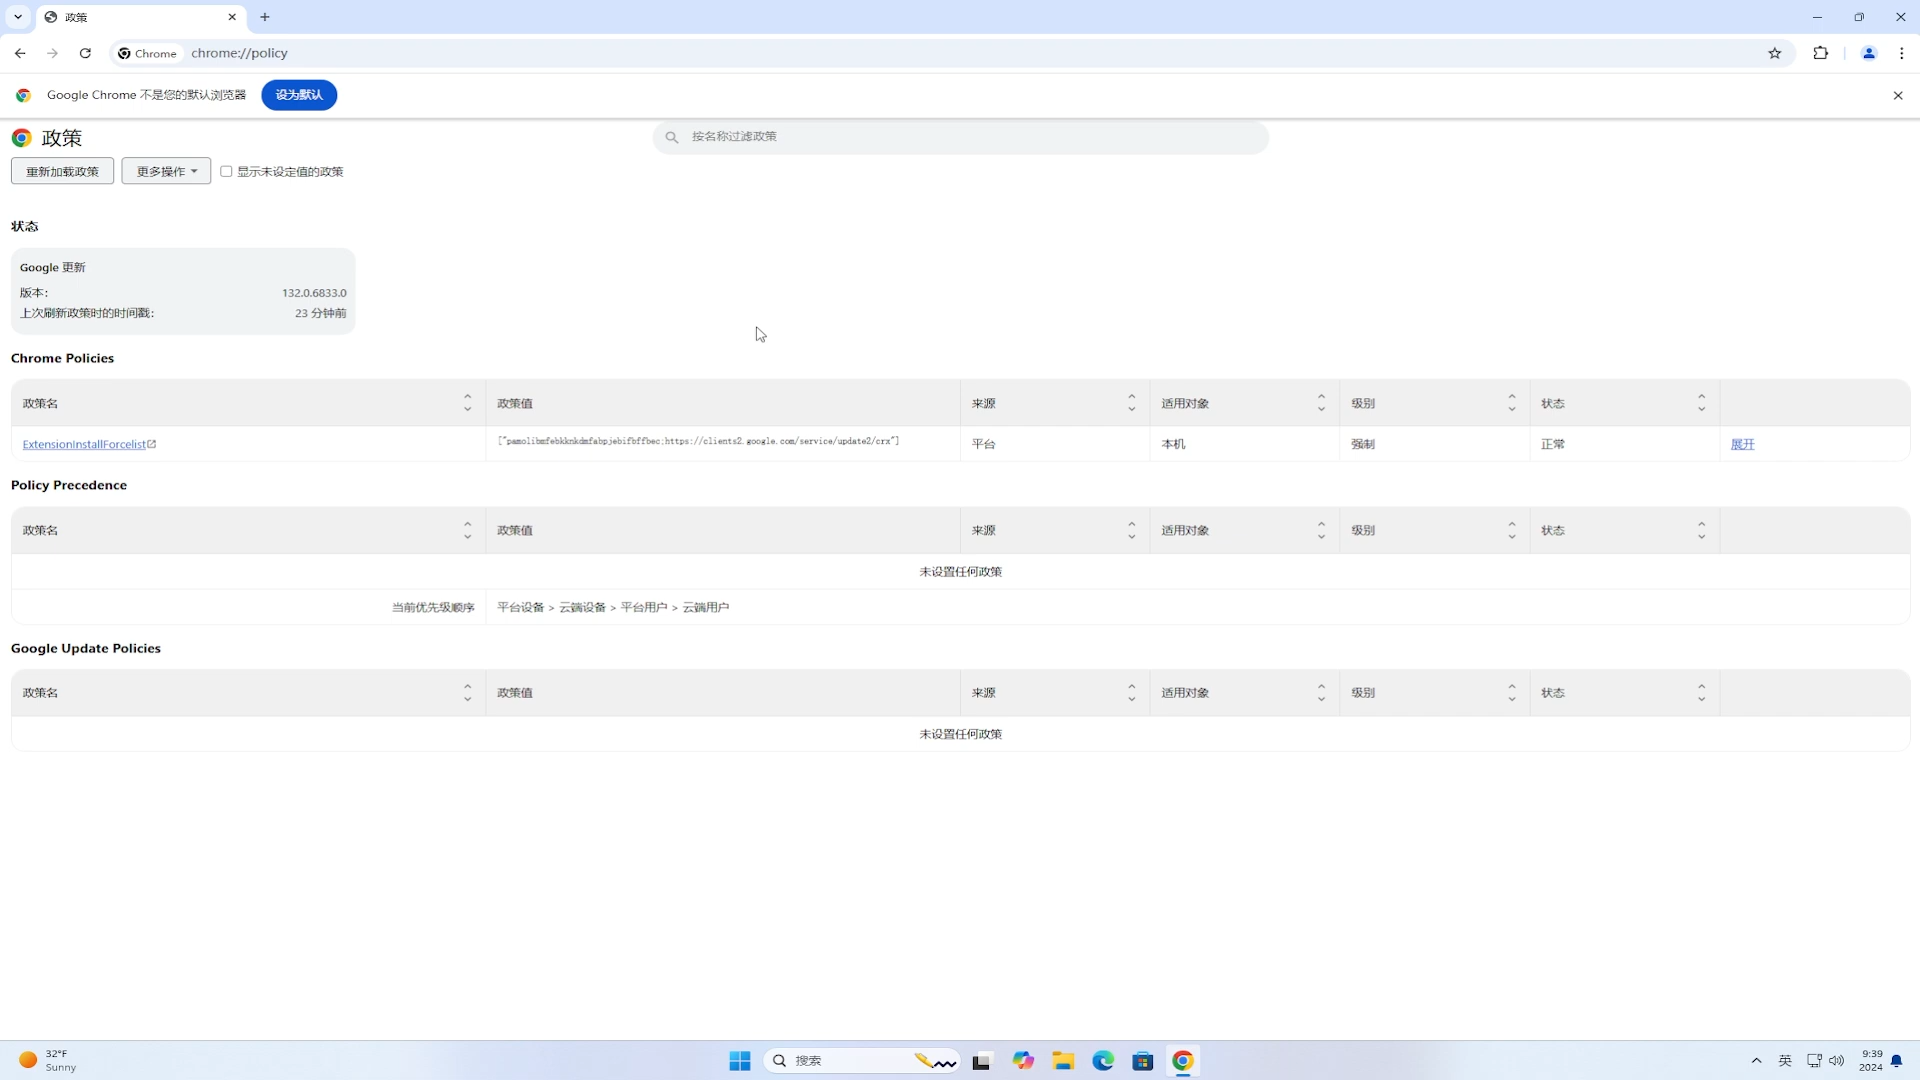 政策
Chrome
chrome://policy
Google Chrome 不是您的默认浏览器
设为默认
政策
按名称过滤政策
重新加载政策
更多操作
显示未设定值的政策
状态
Google 更新
版本: 132.0.6833.0
上次刷新政策时的时间戳: 23 分钟前
Chrome Policies
政策名 政策值 来源 适用对象 级别 状态
ExtensionInstallForcelist ["pamolibmfebkknkdmfabpjebifbffbec;https://clients2.google.com/service/update2/crx"] 平台 本机 强制 正常 展开
Policy Precedence
政策名 政策值 来源 适用对象 级别 状态
未设置任何政策
当前优先级顺序 平台设备 > 云端设备 > 平台用户 > 云端用户
Google Update Policies
政策名 政策值 来源 适用对象 级别 状态
未设置任何政策
32°F
Sunny
搜索
英
9:39
2024